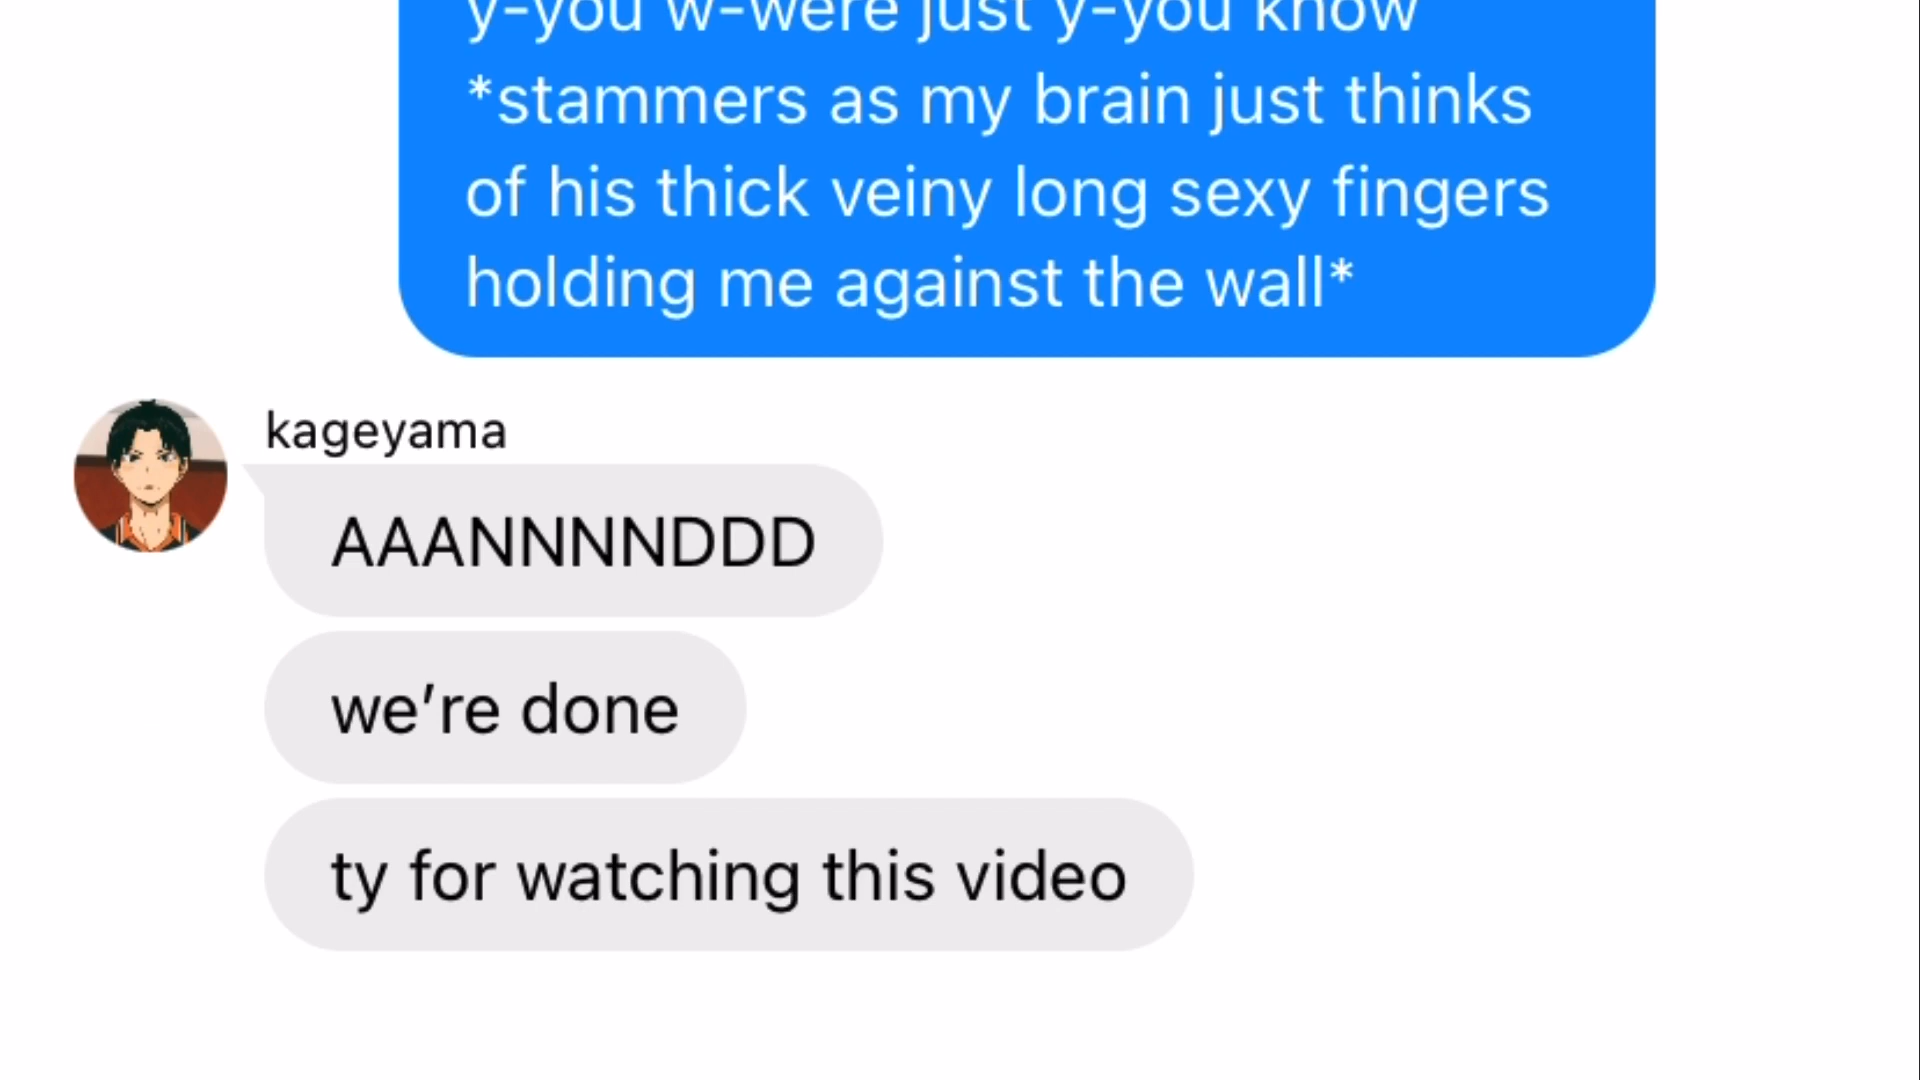 y-you w-were just y-you know
*stammers as my brain just thinks
of his thick veiny long sexy fingers
holding me against the wall*
kageyama
AAANNNNDDD
we’re done
ty for watching this video